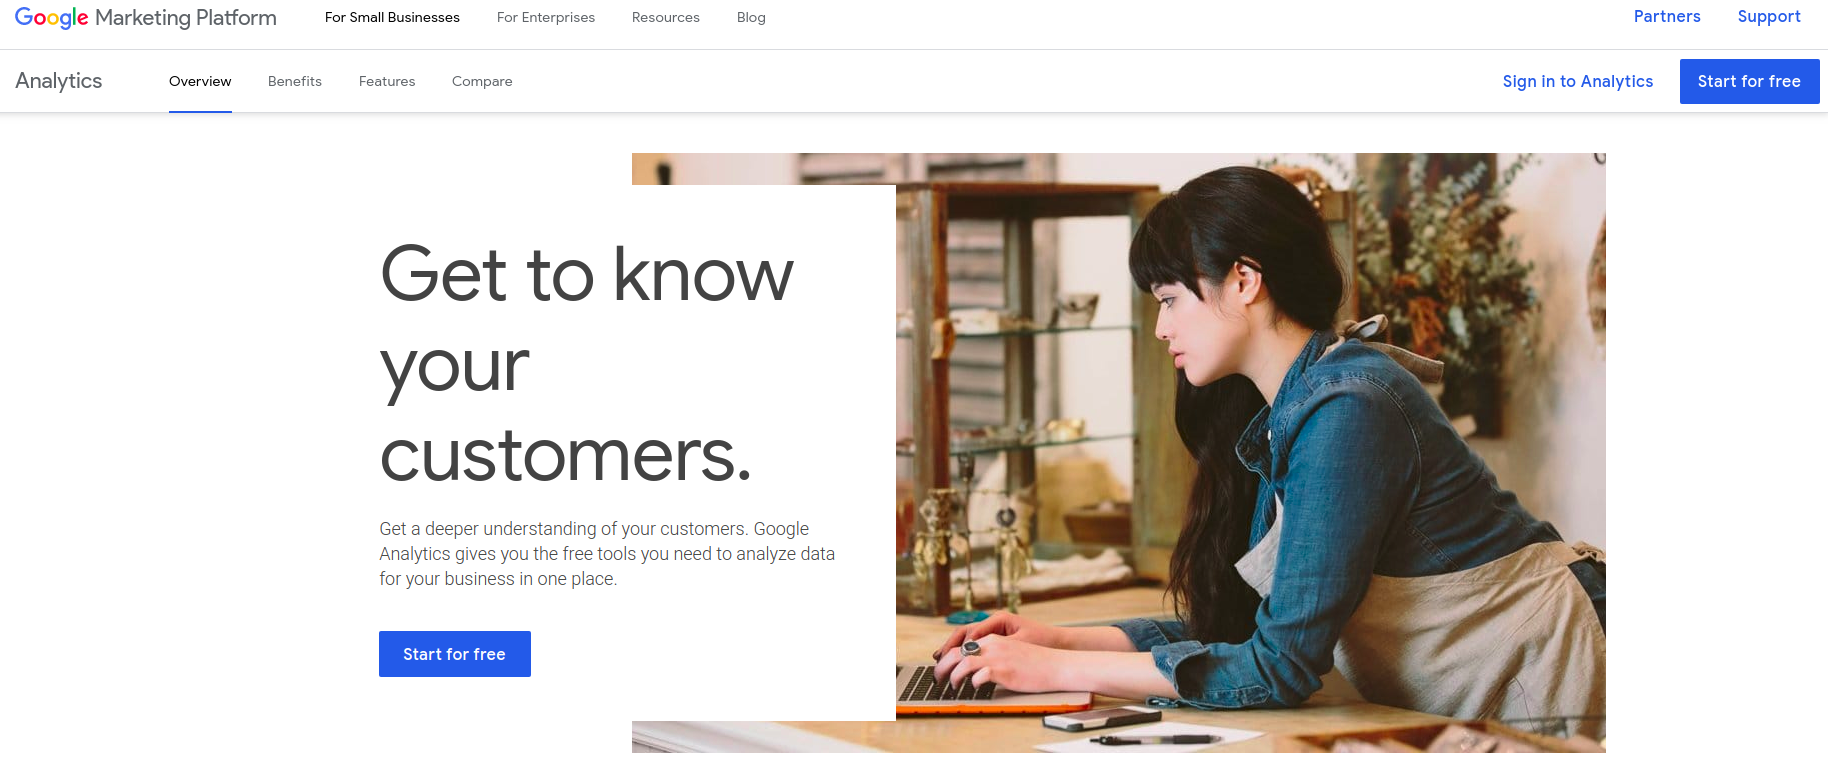 Google Marketing Platform For Small Businesses For Enterprises Resources Blog Partners Support
Analytics Overview Benefits Features Compare Sign in to Analytics Start for free
Get to know
your
customers.
Get a deeper understanding of your customers. Google
Analytics gives you the free tools you need to analyze data
for your business in one place.
Start for free